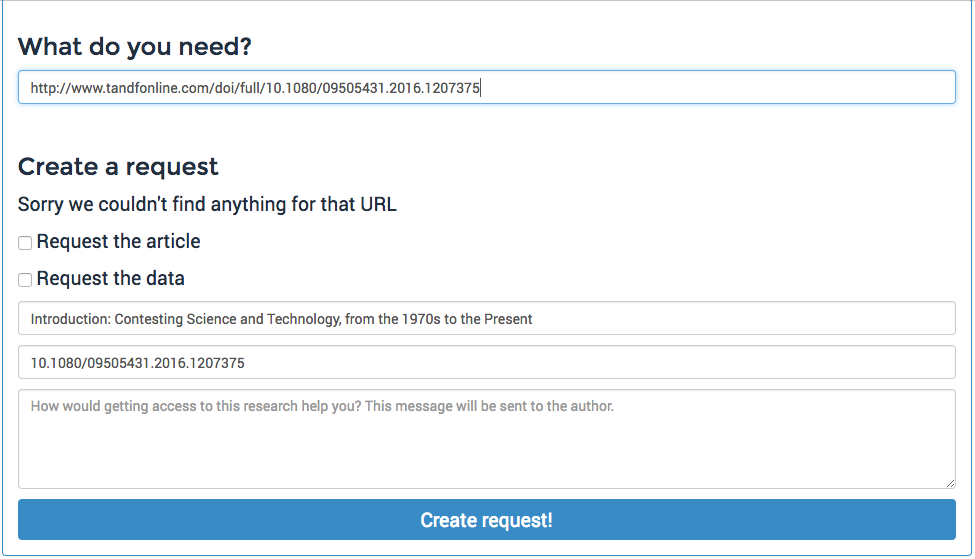 What do you need?
http://www.tandfonline.com/doi/full/10.1080/09505431.2016.1207375
Create a request
Sorry we couldn't find anything for that URL
Request the article
Request the data
Introduction: Contesting Science and Technology, from the 1970s to the Present
10.1080/09505431.2016.1207375
How would getting access to this research help you? This message will be sent to the author.
Create request!